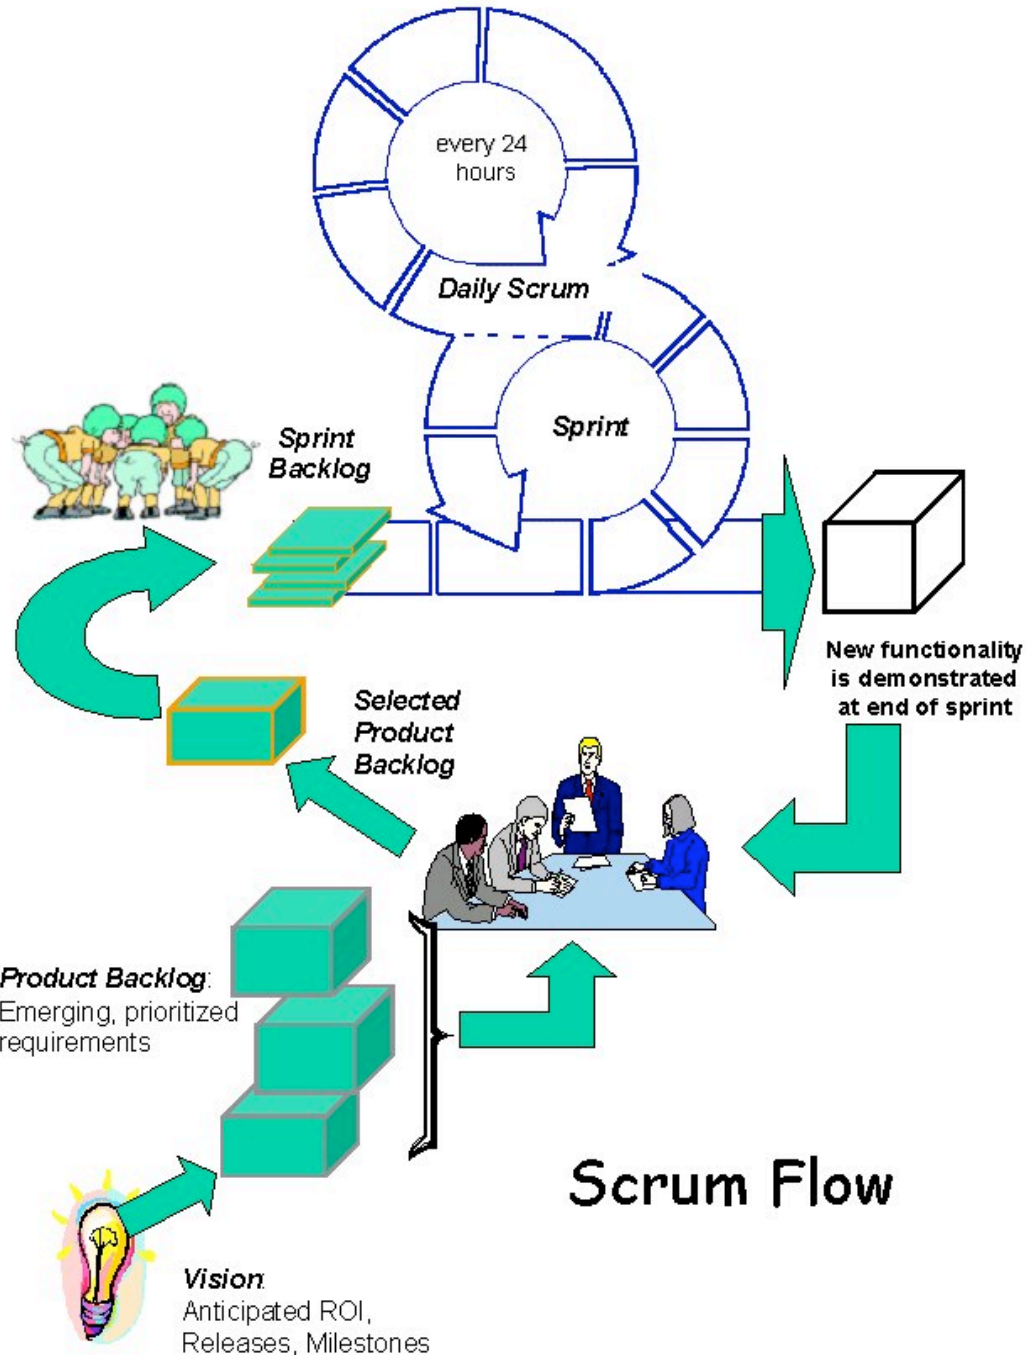 every 24
hours
Daily Scrum
Sprint
Sprint
Backlog
New functionality
is demonstrated
at end of sprint
Selected
Product
Backlog
Product Backlog:
Emerging, prioritized
requirements
Scrum Flow
Vision:
Anticipated ROI,
Releases, Milestones